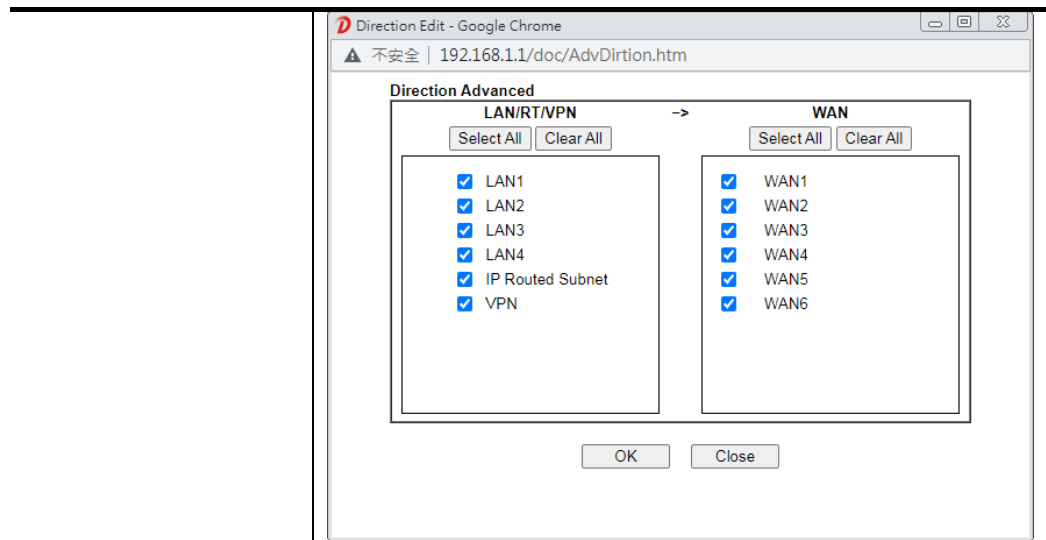 Direction Edit - Google Chrome
不安全 | 192.168.1.1/doc/AdvDirtion.htm
Direction Advanced
LAN/RT/VPN -> WAN
Select All Clear All Select All Clear All
LAN1 WAN1
LAN2 WAN2
LAN3 WAN3
LAN4 WAN4
IP Routed Subnet WAN5
VPN WAN6
OK Close